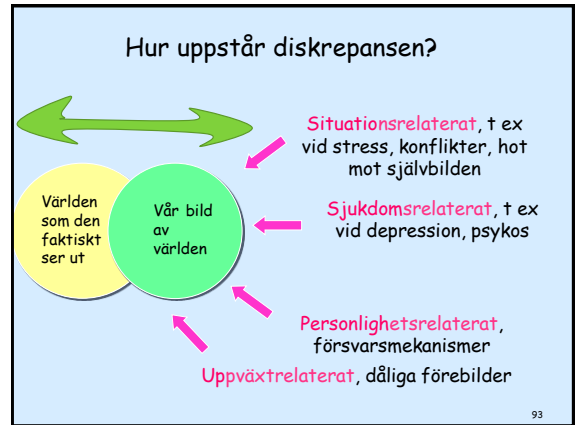 Hur uppstår diskrepansen?
Situationsrelaterat, t ex
vid stress, konflikter, hot
mot självbilden
Världen
som den
faktiskt
ser ut
Vår bild
av
världen
Sjukdomsrelaterat, t ex
vid depression, psykos
Personlighetsrelaterat,
försvarsmekanismer
Uppväxtrelaterat, dåliga förebilder
93